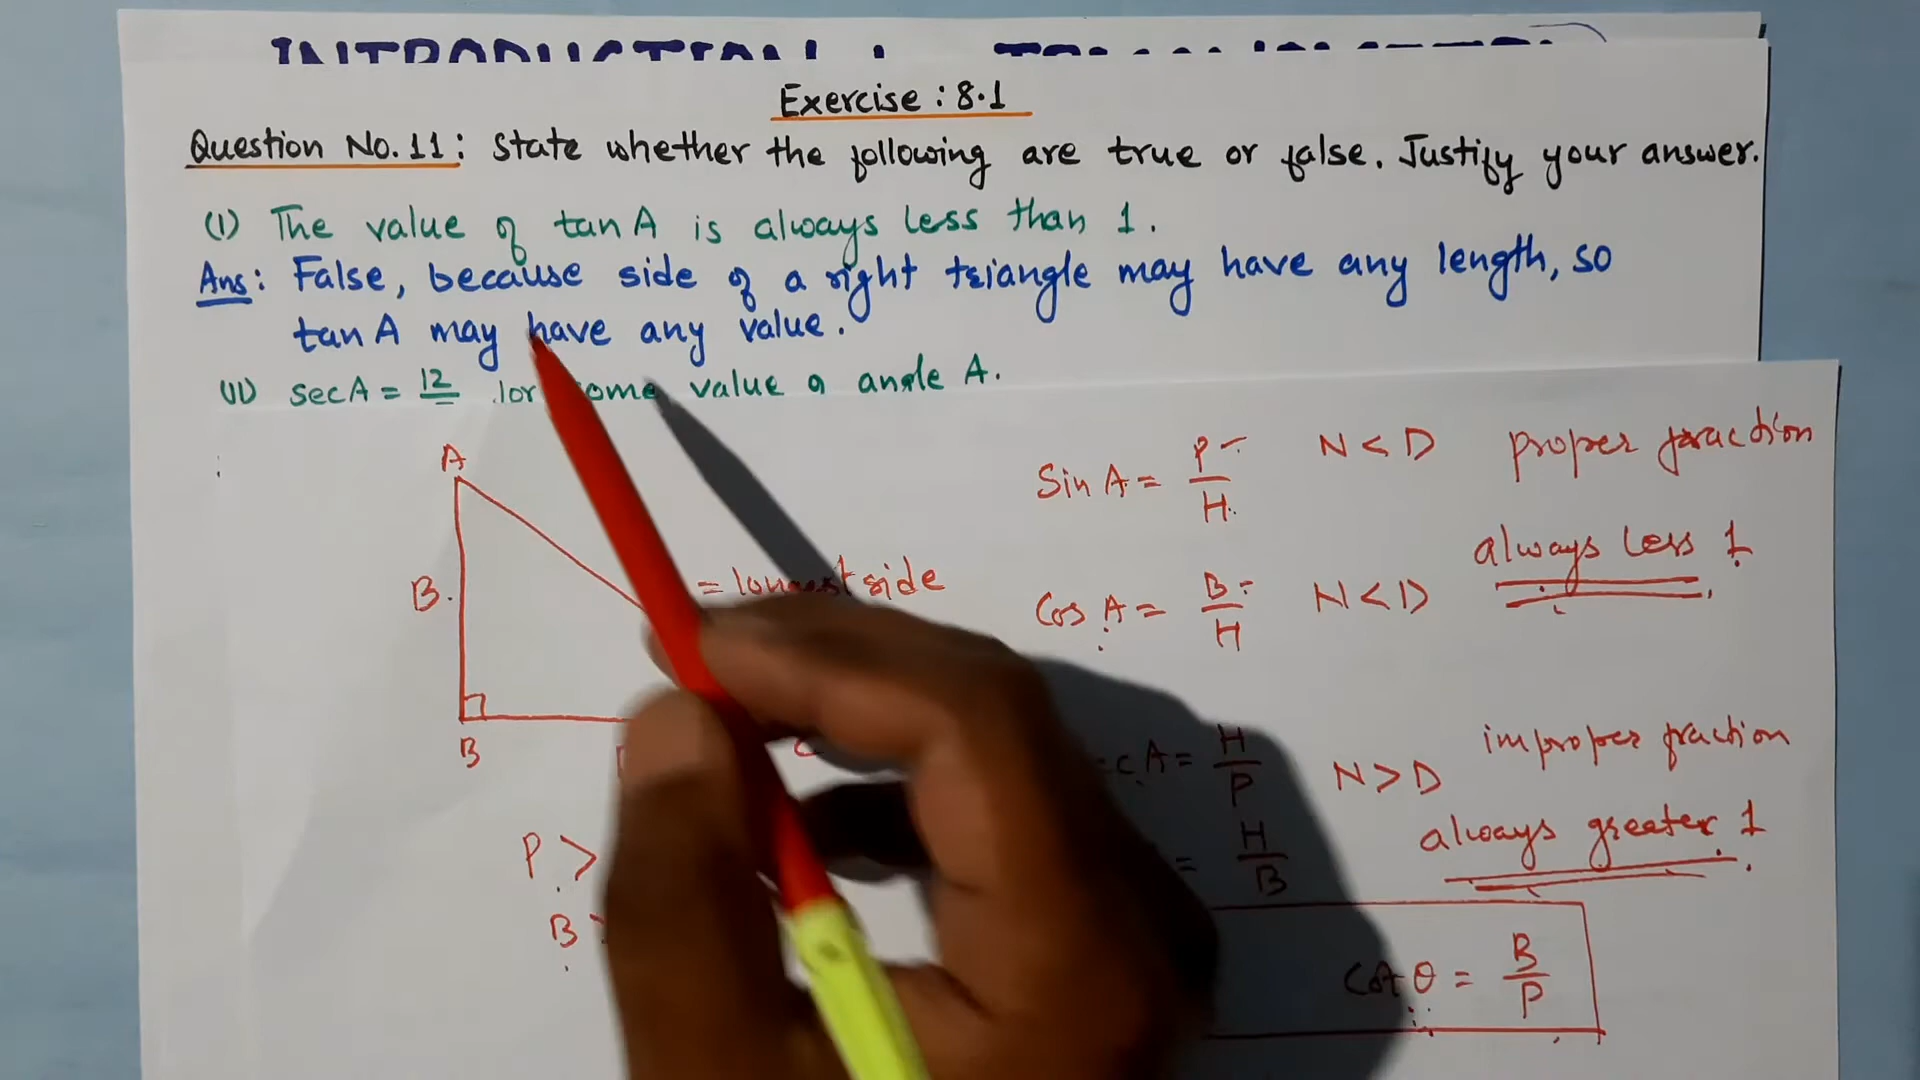 Exercise : 8.1
Question No. 11 : State whether the following are true or false. Justify your answer.
(I) The value of tan A is always less than 1.
Ans : False, because side of a right triangle may have any length, so
tan A may have any value.
(II) sec A = 12 for some value of angle A.
A
B
= longest side
B
P >
B
Sin A = P/H N < D proper fraction
always less 1
Cos A = B/H N < D
improper fraction
A = H/P N > D
always greater 1
= H/B
Cot θ = B/P